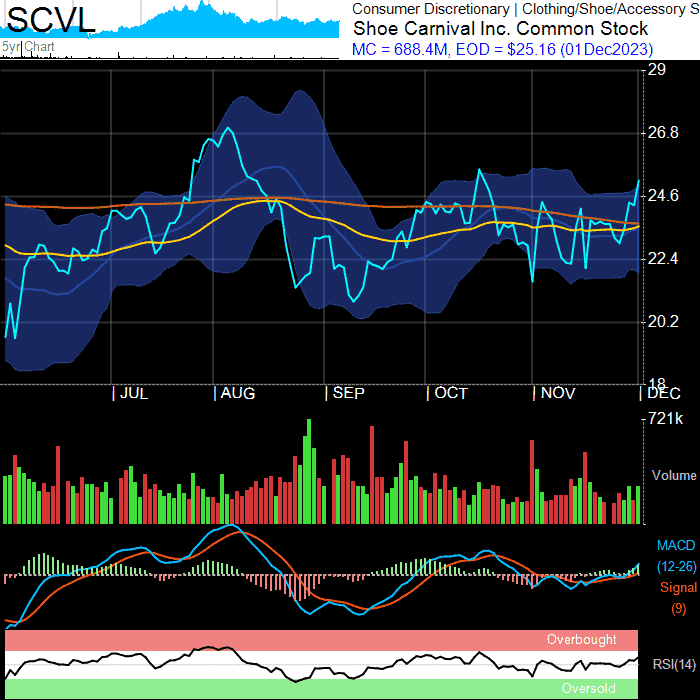 SCVL
5yr Chart
Consumer Discretionary | Clothing/Shoe/Accessory S
Shoe Carnival Inc. Common Stock
MC = 688.4M, EOD = $25.16 (01Dec2023)
29
26.8
24.6
22.4
20.2
18
JUL
AUG
SEP
OCT
NOV
DEC
721k
Volume
MACD
(12-26)
Signal
(9)
Overbought
RSI(14)
Oversold